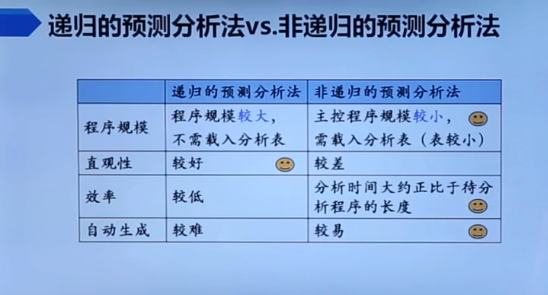 递归的预测分析法vs.非递归的预测分析法
递归的预测分析法 非递归的预测分析法
程序规模 程序规模较大， 主控程序规模较小，
不需载入分析表 需载入分析表（表较小）
直观性 较好 较差
效率 较低 分析时间大约正比于待分
析程序的长度
自动生成 较难 较易